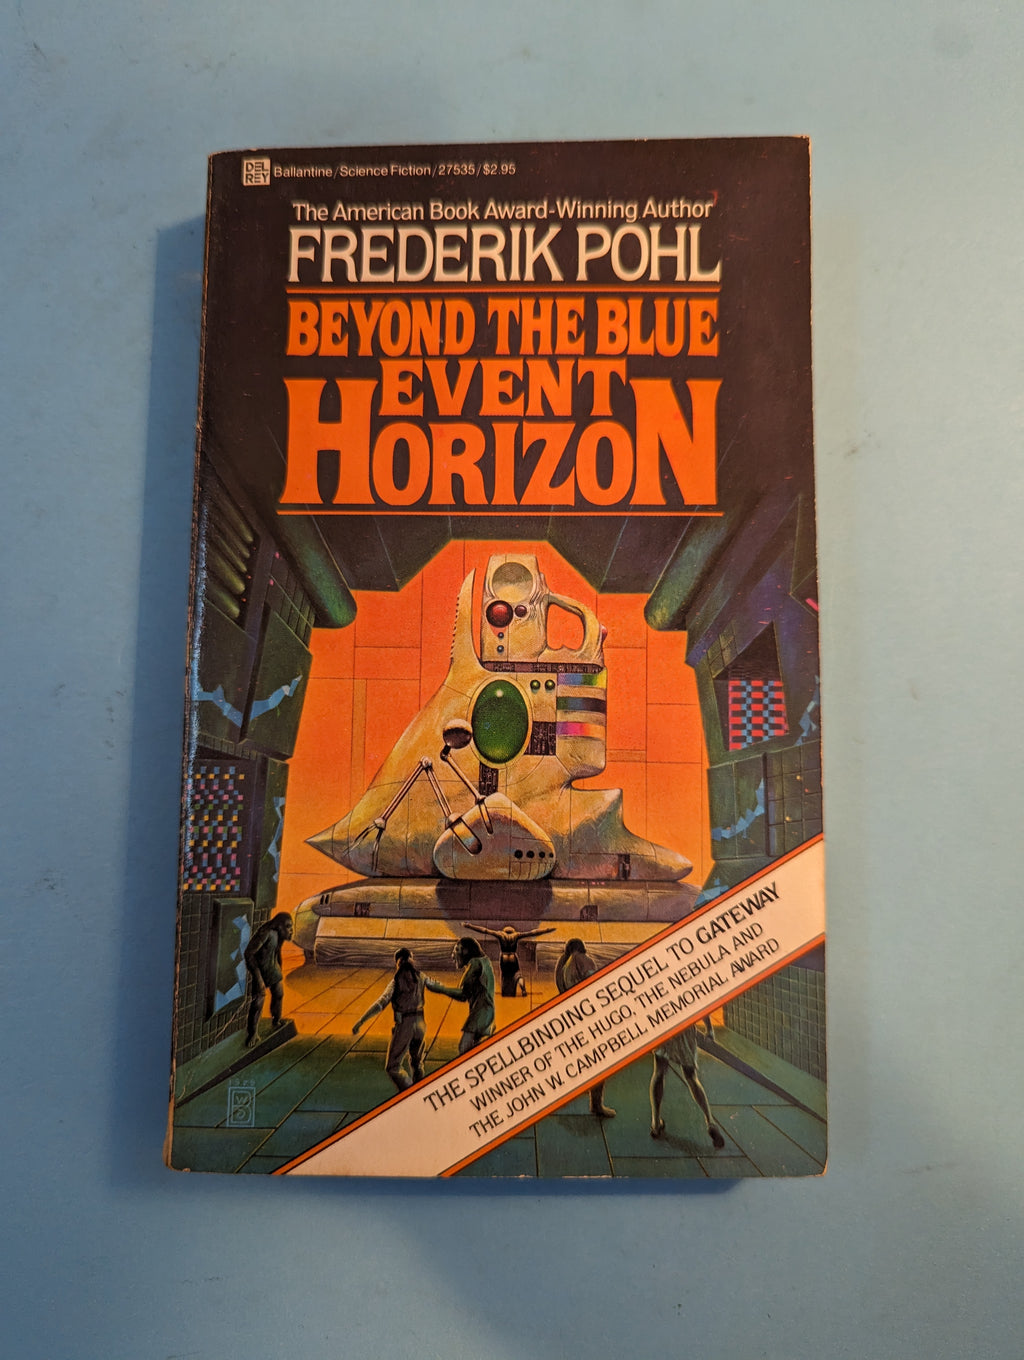 DEL REY
Ballantine/Science Fiction/27535/$2.95
The American Book Award-Winning Author
FREDERIK POHL
BEYOND THE BLUE
EVENT
HORIZON
THE SPELLBINDING SEQUEL TO GATEWAY
WINNER OF THE HUGO, THE NEBULA AND
THE JOHN W. CAMPBELL MEMORIAL AWARD